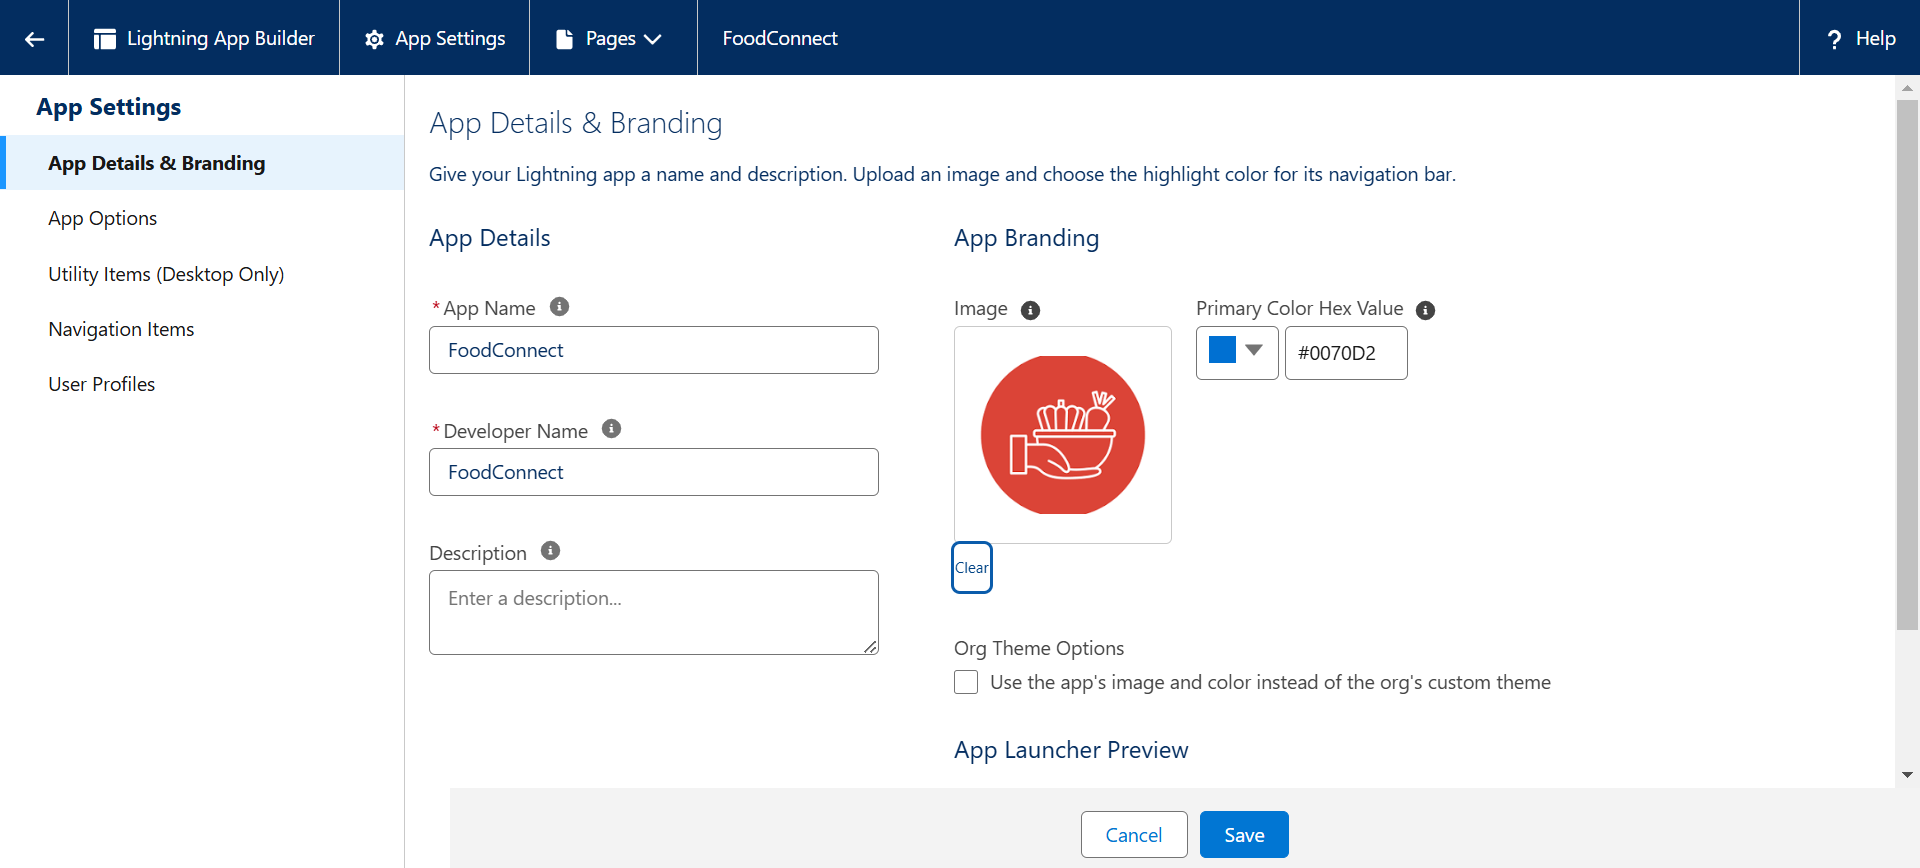 Lightning App Builder
App Settings
Pages
FoodConnect
? Help
App Settings
App Details & Branding
App Options
Utility Items (Desktop Only)
Navigation Items
User Profiles
App Details & Branding
Give your Lightning app a name and description. Upload an image and choose the highlight color for its navigation bar.
App Details
* App Name
FoodConnect
* Developer Name
FoodConnect
Description
Enter a description...
App Branding
Image
Primary Color Hex Value
#0070D2
Clear
Org Theme Options
Use the app's image and color instead of the org's custom theme
App Launcher Preview
Cancel
Save